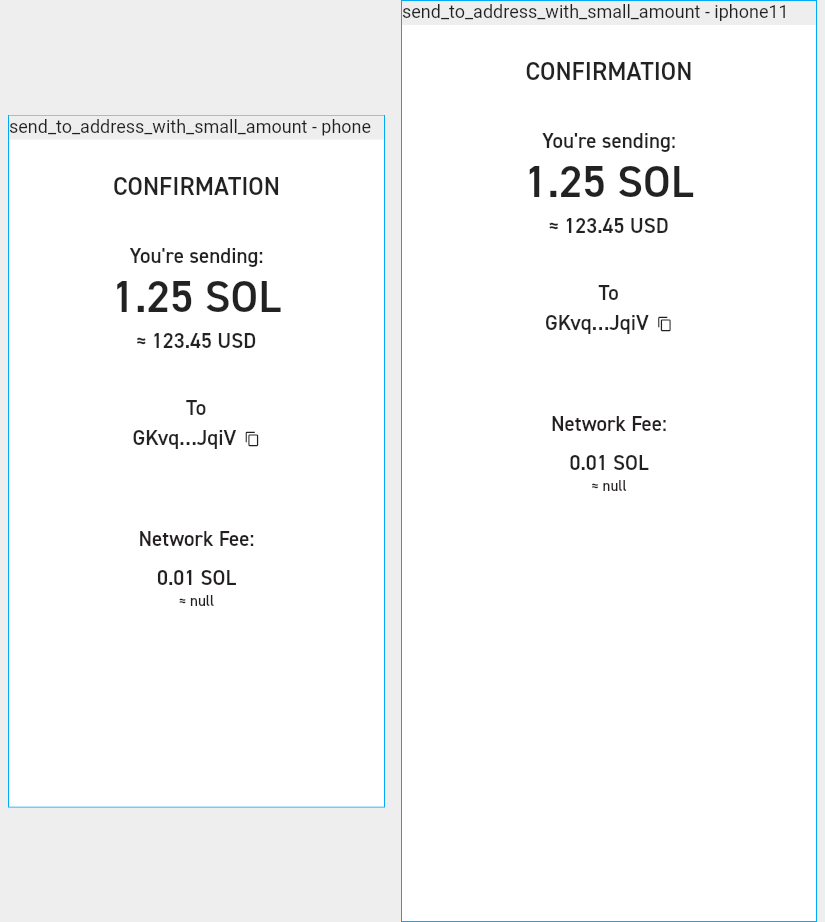 send_to_address_with_small_amount - phone
CONFIRMATION
You're sending:
1.25 SOL
≈ 123.45 USD
To
GKvq...JqiV
Network Fee:
0.01 SOL
≈ null
send_to_address_with_small_amount - iphone11
CONFIRMATION
You're sending:
1.25 SOL
≈ 123.45 USD
To
GKvq...JqiV
Network Fee:
0.01 SOL
≈ null